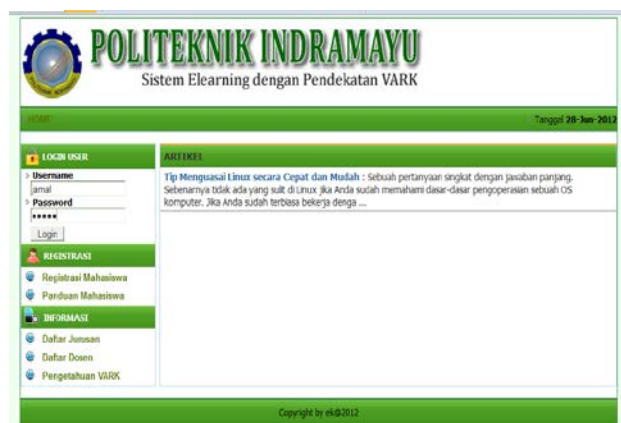 POLITEKNIK INDRAMAYU
Sistem Elearning dengan Pendekatan VARK
HOME
Tanggal 28-Jun-2012
LOGIN USER
Username
amal
Password
•••••
Login
REGISTRASI
Registrasi Mahasiswa
Panduan Mahasiswa
INFORMASI
Daftar Jurusan
Daftar Dosen
Pengetahuan VARK
ARTIKEL
Tip Menguasai Linux secara Cepat dan Mudah : Sebuah pertanyaan singkat dengan jawaban panjang.
Sebenarnya tidak ada yang sulit di Linux jika Anda sudah memahami dasar-dasar pengoperasian sebuah OS
komputer. Jika Anda sudah terbiasa bekerja denga ...
Copyright by ek@2012